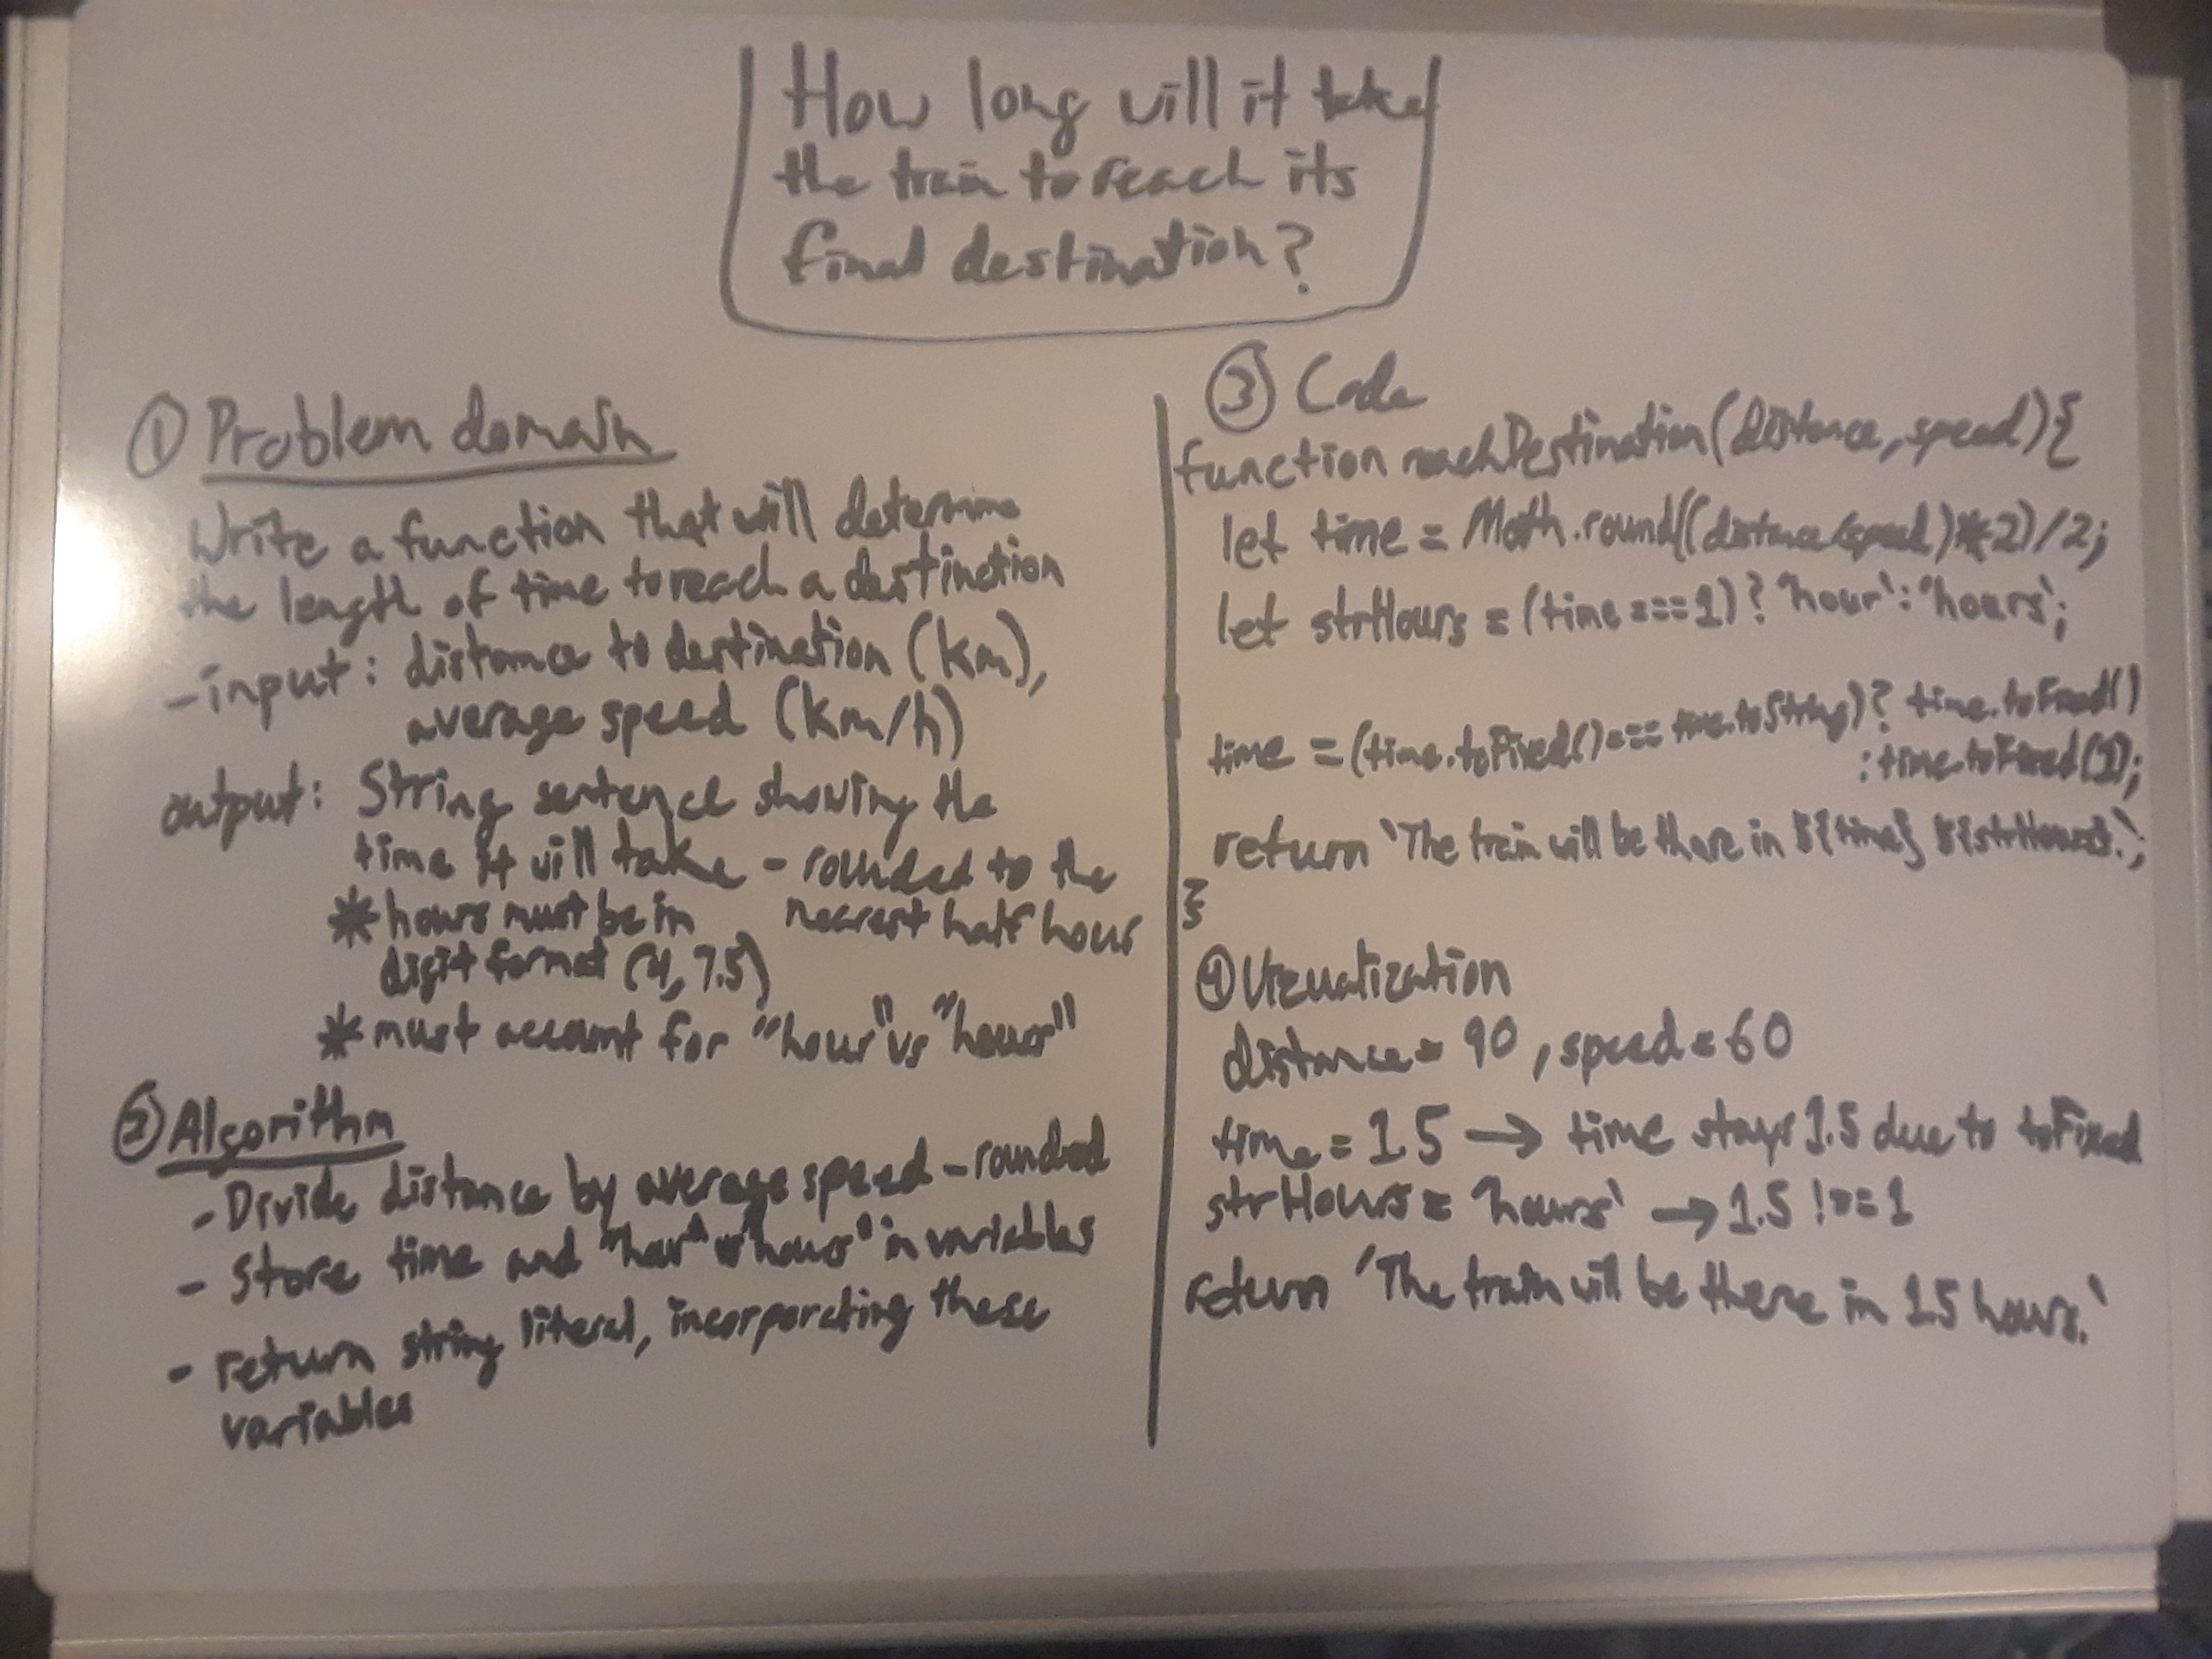 How long will it take
the train to reach its
final destination?
① Problem domain
Write a function that will determine
the length of time to reach a destination
- input: distance to destination (km),
average speed (km/h)
output: String sentence showing the
time it will take - rounded to the
nearest half hour
* hours must be in
digit format (4, 7.5)
* must account for "hour" vs "hours"
② Algorithm
- Divide distance by average speed - rounded
- Store time and "hour" vs "hours" in variables
- return string literal, incorporating these
variables
③ Code
function reachDestination(distance, speed){
let time = Math.round((distance/speed)*2)/2;
let strHours = (time === 1) ? `hour` : `hours`;
time = (time.toFixed() === time.toString) ? time.toFixed()
: time.toFixed(1);
return `The train will be there in ${time} ${strHours}.`;
}
④ Vizualization
distance = 90, speed = 60
time = 1.5 → time stays 1.5 due to toFixed
strHours = `hours` → 1.5 !== 1
return 'The train will be there in 1.5 hours.`